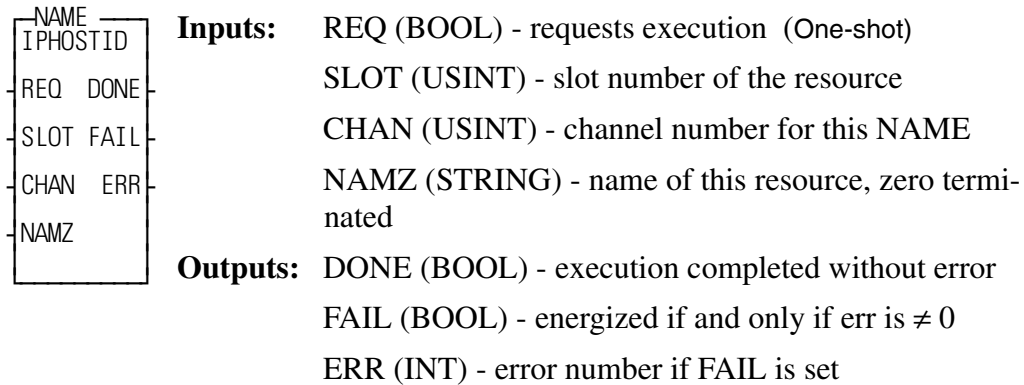 NAME
IPHOSTID
REQ DONE
SLOT FAIL
CHAN ERR
NAMZ
Inputs: REQ (BOOL) - requests execution (One-shot)
SLOT (USINT) - slot number of the resource
CHAN (USINT) - channel number for this NAME
NAMZ (STRING) - name of this resource, zero termi-
nated
Outputs: DONE (BOOL) - execution completed without error
FAIL (BOOL) - energized if and only if err is ≠ 0
ERR (INT) - error number if FAIL is set